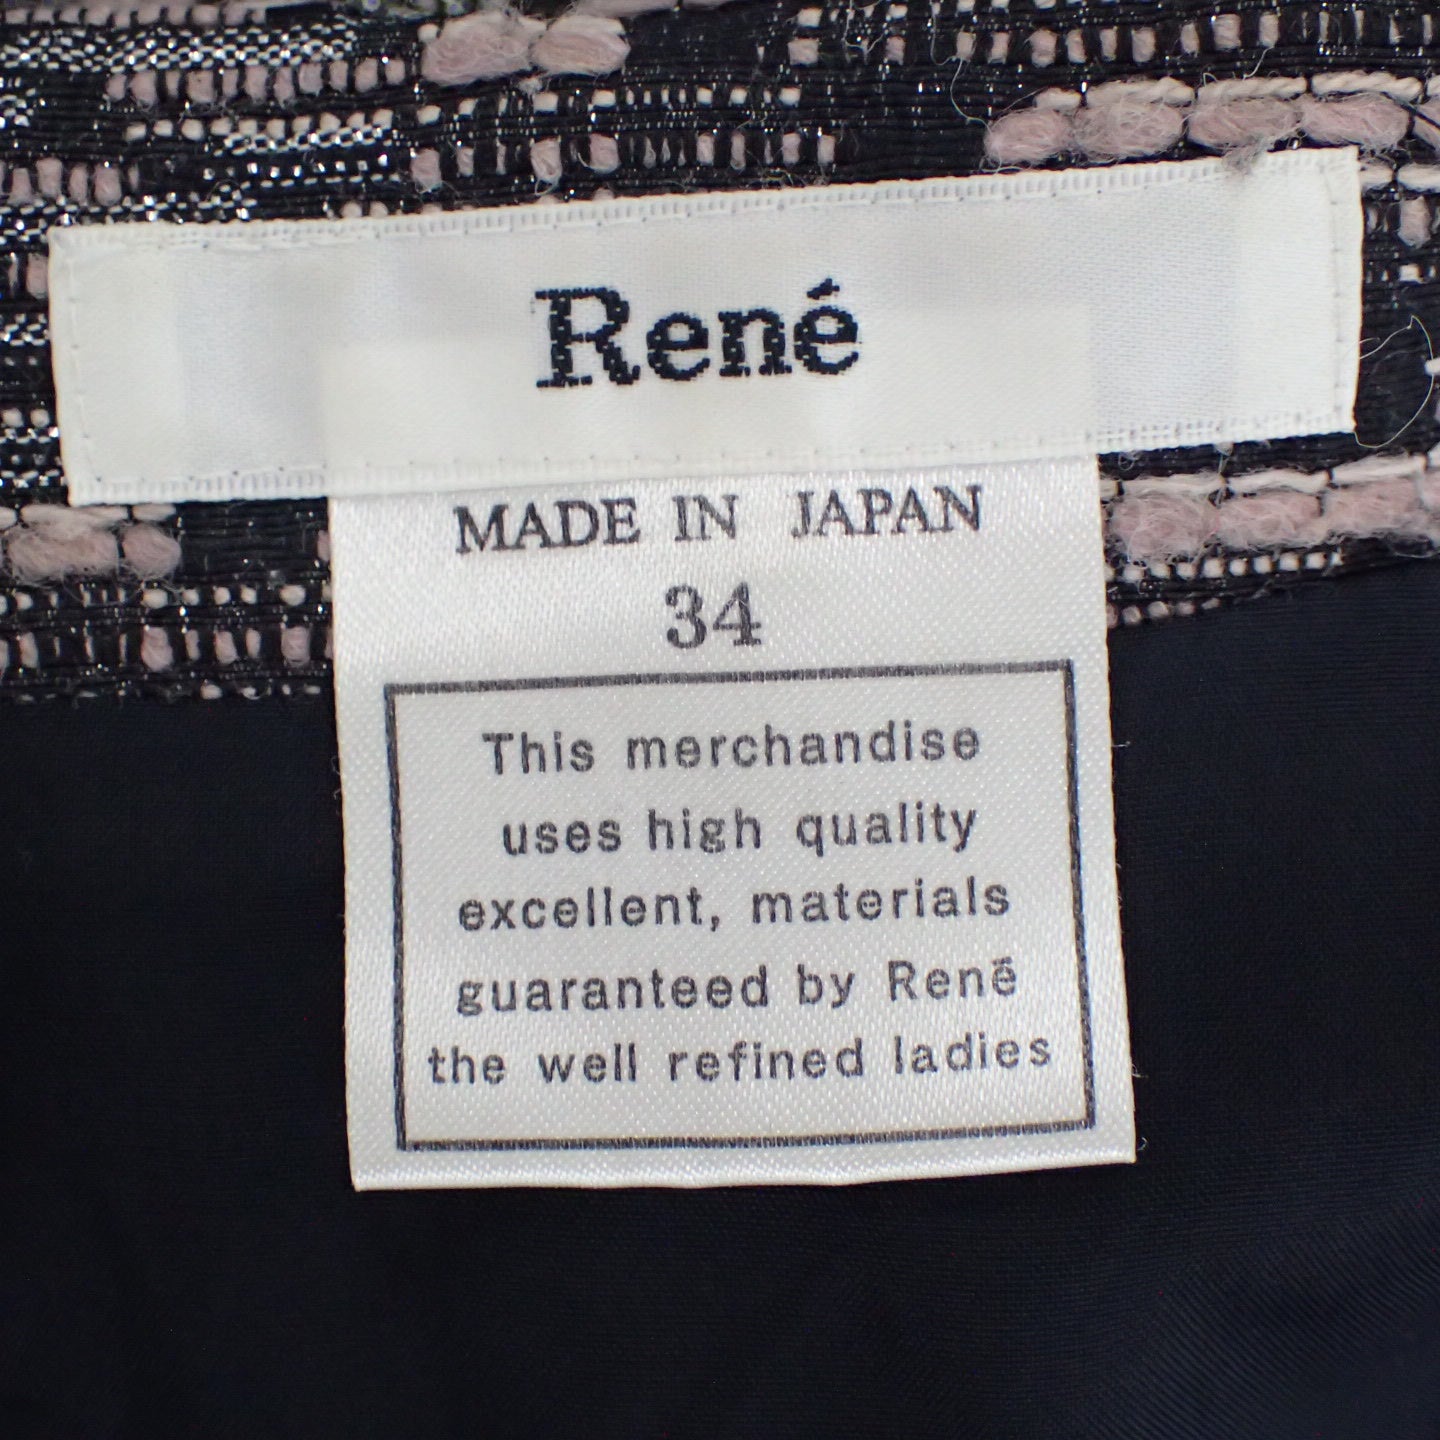 René
MADE IN JAPAN
34
This merchandise
uses high quality
excellent, materials
guaranteed by René
the well refined ladies